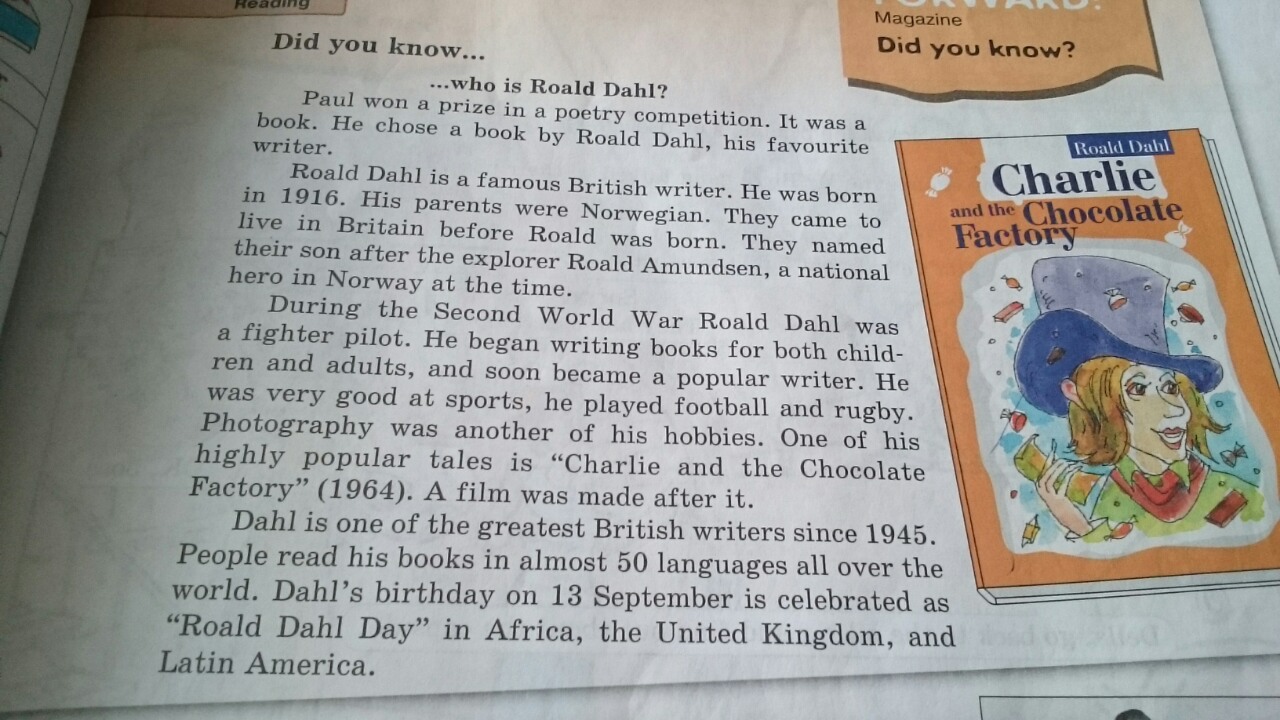 Reading
Did you know...
...who is Roald Dahl?
Paul won a prize in a poetry competition. It was a
book. He chose a book by Roald Dahl, his favourite
writer.
Roald Dahl is a famous British writer. He was born
in 1916. His parents were Norwegian. They came to
live in Britain before Roald was born. They named
their son after the explorer Roald Amundsen, a national
hero in Norway at the time.
During the Second World War Roald Dahl was
a fighter pilot. He began writing books for both child-
ren and adults, and soon became a popular writer. He
was very good at sports, he played football and rugby.
Photography was another of his hobbies. One of his
highly popular tales is “Charlie and the Chocolate
Factory” (1964). A film was made after it.
Dahl is one of the greatest British writers since 1945.
People read his books in almost 50 languages all over the
world. Dahl’s birthday on 13 September is celebrated as
“Roald Dahl Day” in Africa, the United Kingdom, and
Latin America.
FORWARD!
Magazine
Did you know?
Roald Dahl
Charlie
and the Chocolate
Factory